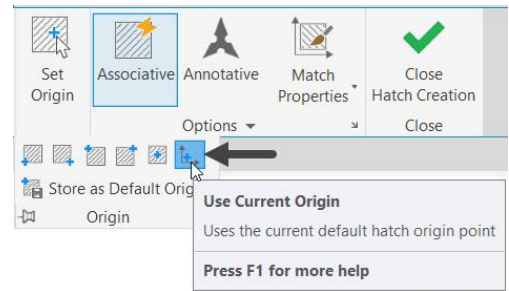 Set Origin
Associative
Annotative
Match Properties
Close Hatch Creation
Options
Close
Store as Default Orig
Origin
Use Current Origin
Uses the current default hatch origin point
Press F1 for more help